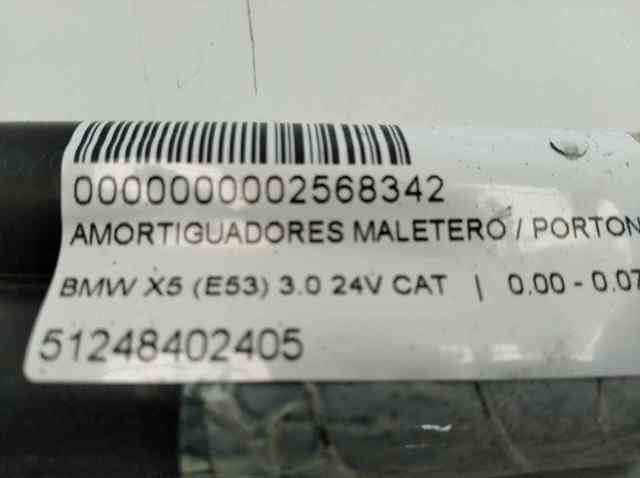 0000000002568342
AMORTIGUADORES MALETERO / PORTON
BMW X5 (E53) 3.0 24V CAT | 0.00 - 0.07
51248402405